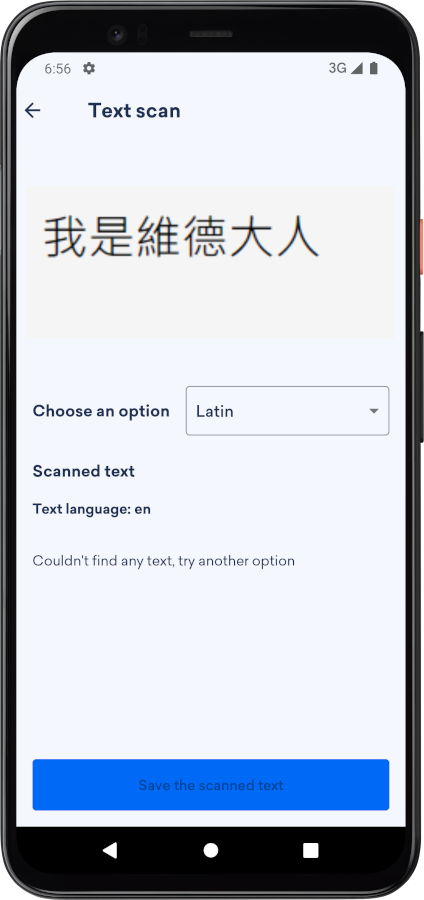 6:56 3G
Text scan
我是維德大人
Choose an option Latin
Scanned text
Text language: en
Couldn't find any text, try another option
Save the scanned text